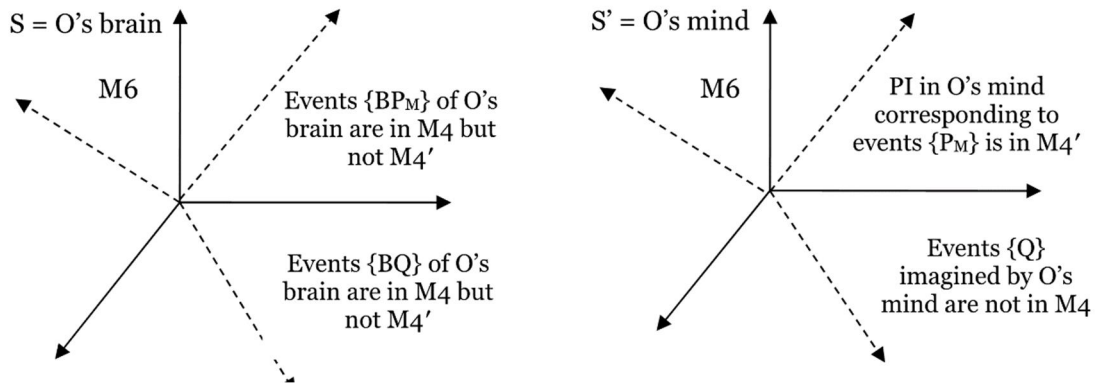 S = O's brain
M6
Events {BPM} of O's
brain are in M4 but
not M4′
Events {BQ} of O's
brain are in M4 but
not M4′
S' = O's mind
M6
PI in O's mind
corresponding to
events {PM} is in M4′
Events {Q}
imagined by O's
mind are not in M4